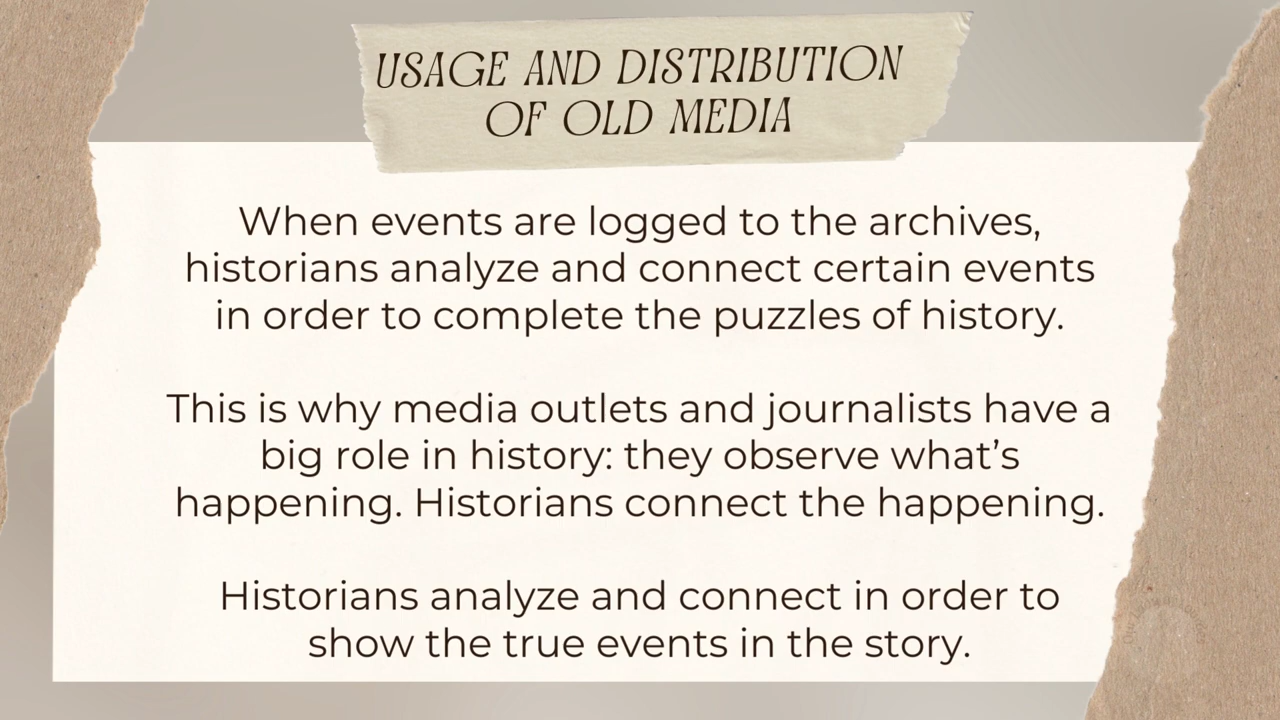 USAGE AND DISTRIBUTION
OF OLD MEDIA
When events are logged to the archives,
historians analyze and connect certain events
in order to complete the puzzles of history.
This is why media outlets and journalists have a
big role in history: they observe what's
happening. Historians connect the happening.
Historians analyze and connect in order to
show the true events in the story.